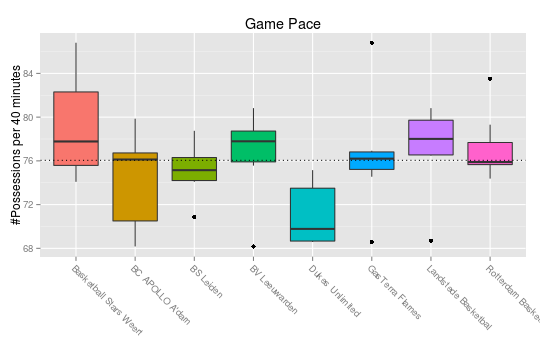 Game Pace
#Possessions per 40 minutes
84
80
76
72
68
Basketball Stars Weert
BC APOLLO A'dam
BS Leiden
BV Leeuwarden
Dukes Unlimited
GasTerra Flames
Landstede Basketbal
Rotterdam Baske